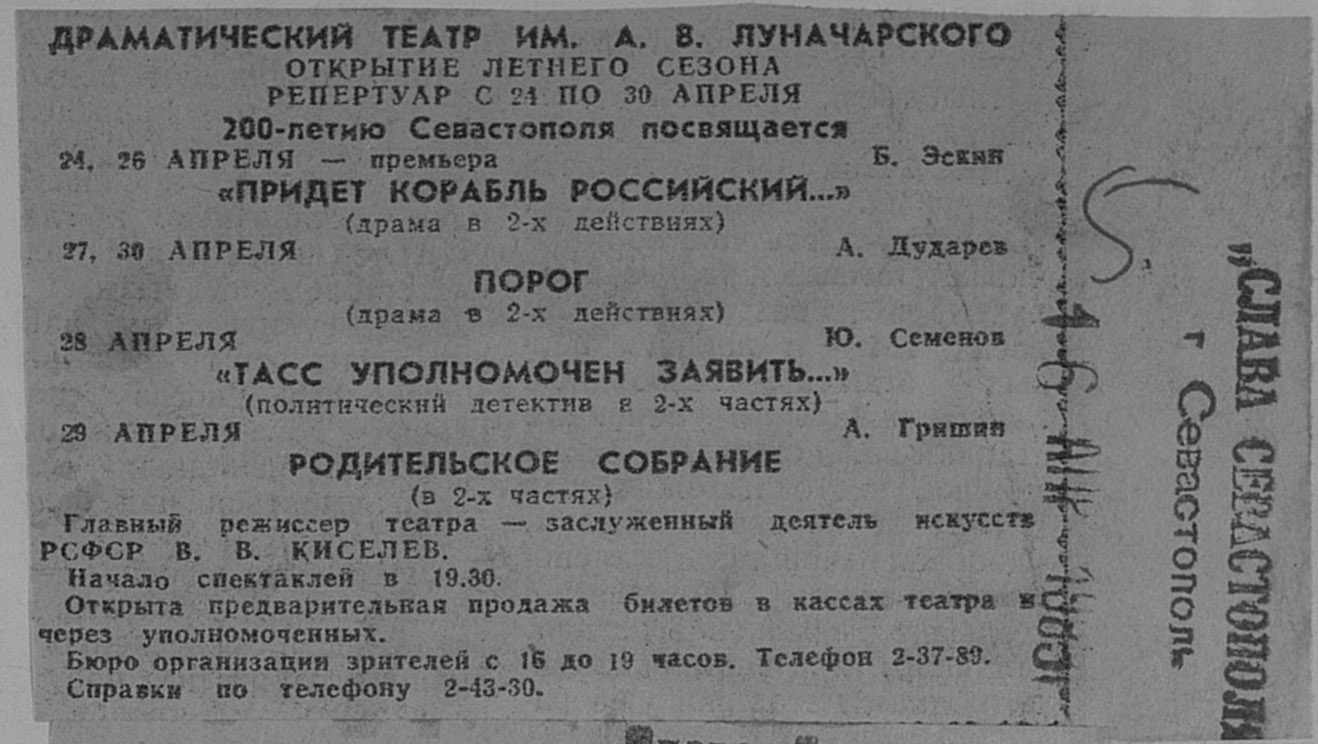 ДРАМАТИЧЕСКИЙ ТЕАТР ИМ. А. В. ЛУНАЧАРСКОГО
ОТКРЫТИЕ ЛЕТНЕГО СЕЗОНА
РЕПЕРТУАР С 24 ПО 30 АПРЕЛЯ
200-летию Севастополя посвящается
24, 26 АПРЕЛЯ — премьера Б. Эскин
«ПРИДЕТ КОРАБЛЬ РОССИЙСКИЙ...»
(драма в 2-х действиях)
27, 30 АПРЕЛЯ А. Дударев
ПОРОГ
(драма в 2-х действиях)
28 АПРЕЛЯ Ю. Семенов
«ТАСС УПОЛНОМОЧЕН ЗАЯВИТЬ...»
(политический детектив в 2-х частях)
29 АПРЕЛЯ А. Гришин
РОДИТЕЛЬСКОЕ СОБРАНИЕ
(в 2-х частях)
Главный режиссер театра — заслуженный деятель искусств
РСФСР В. В. КИСЕЛЕВ.
Начало спектаклей в 19.30.
Открыта предварительная продажа билетов в кассах театра и
через уполномоченных.
Бюро организации зрителей с 16 до 19 часов. Телефон 2-37-89.
Справки по телефону 2-43-30.
„СЛАВА СЕВАСТОПОЛЯ
г Севастополь